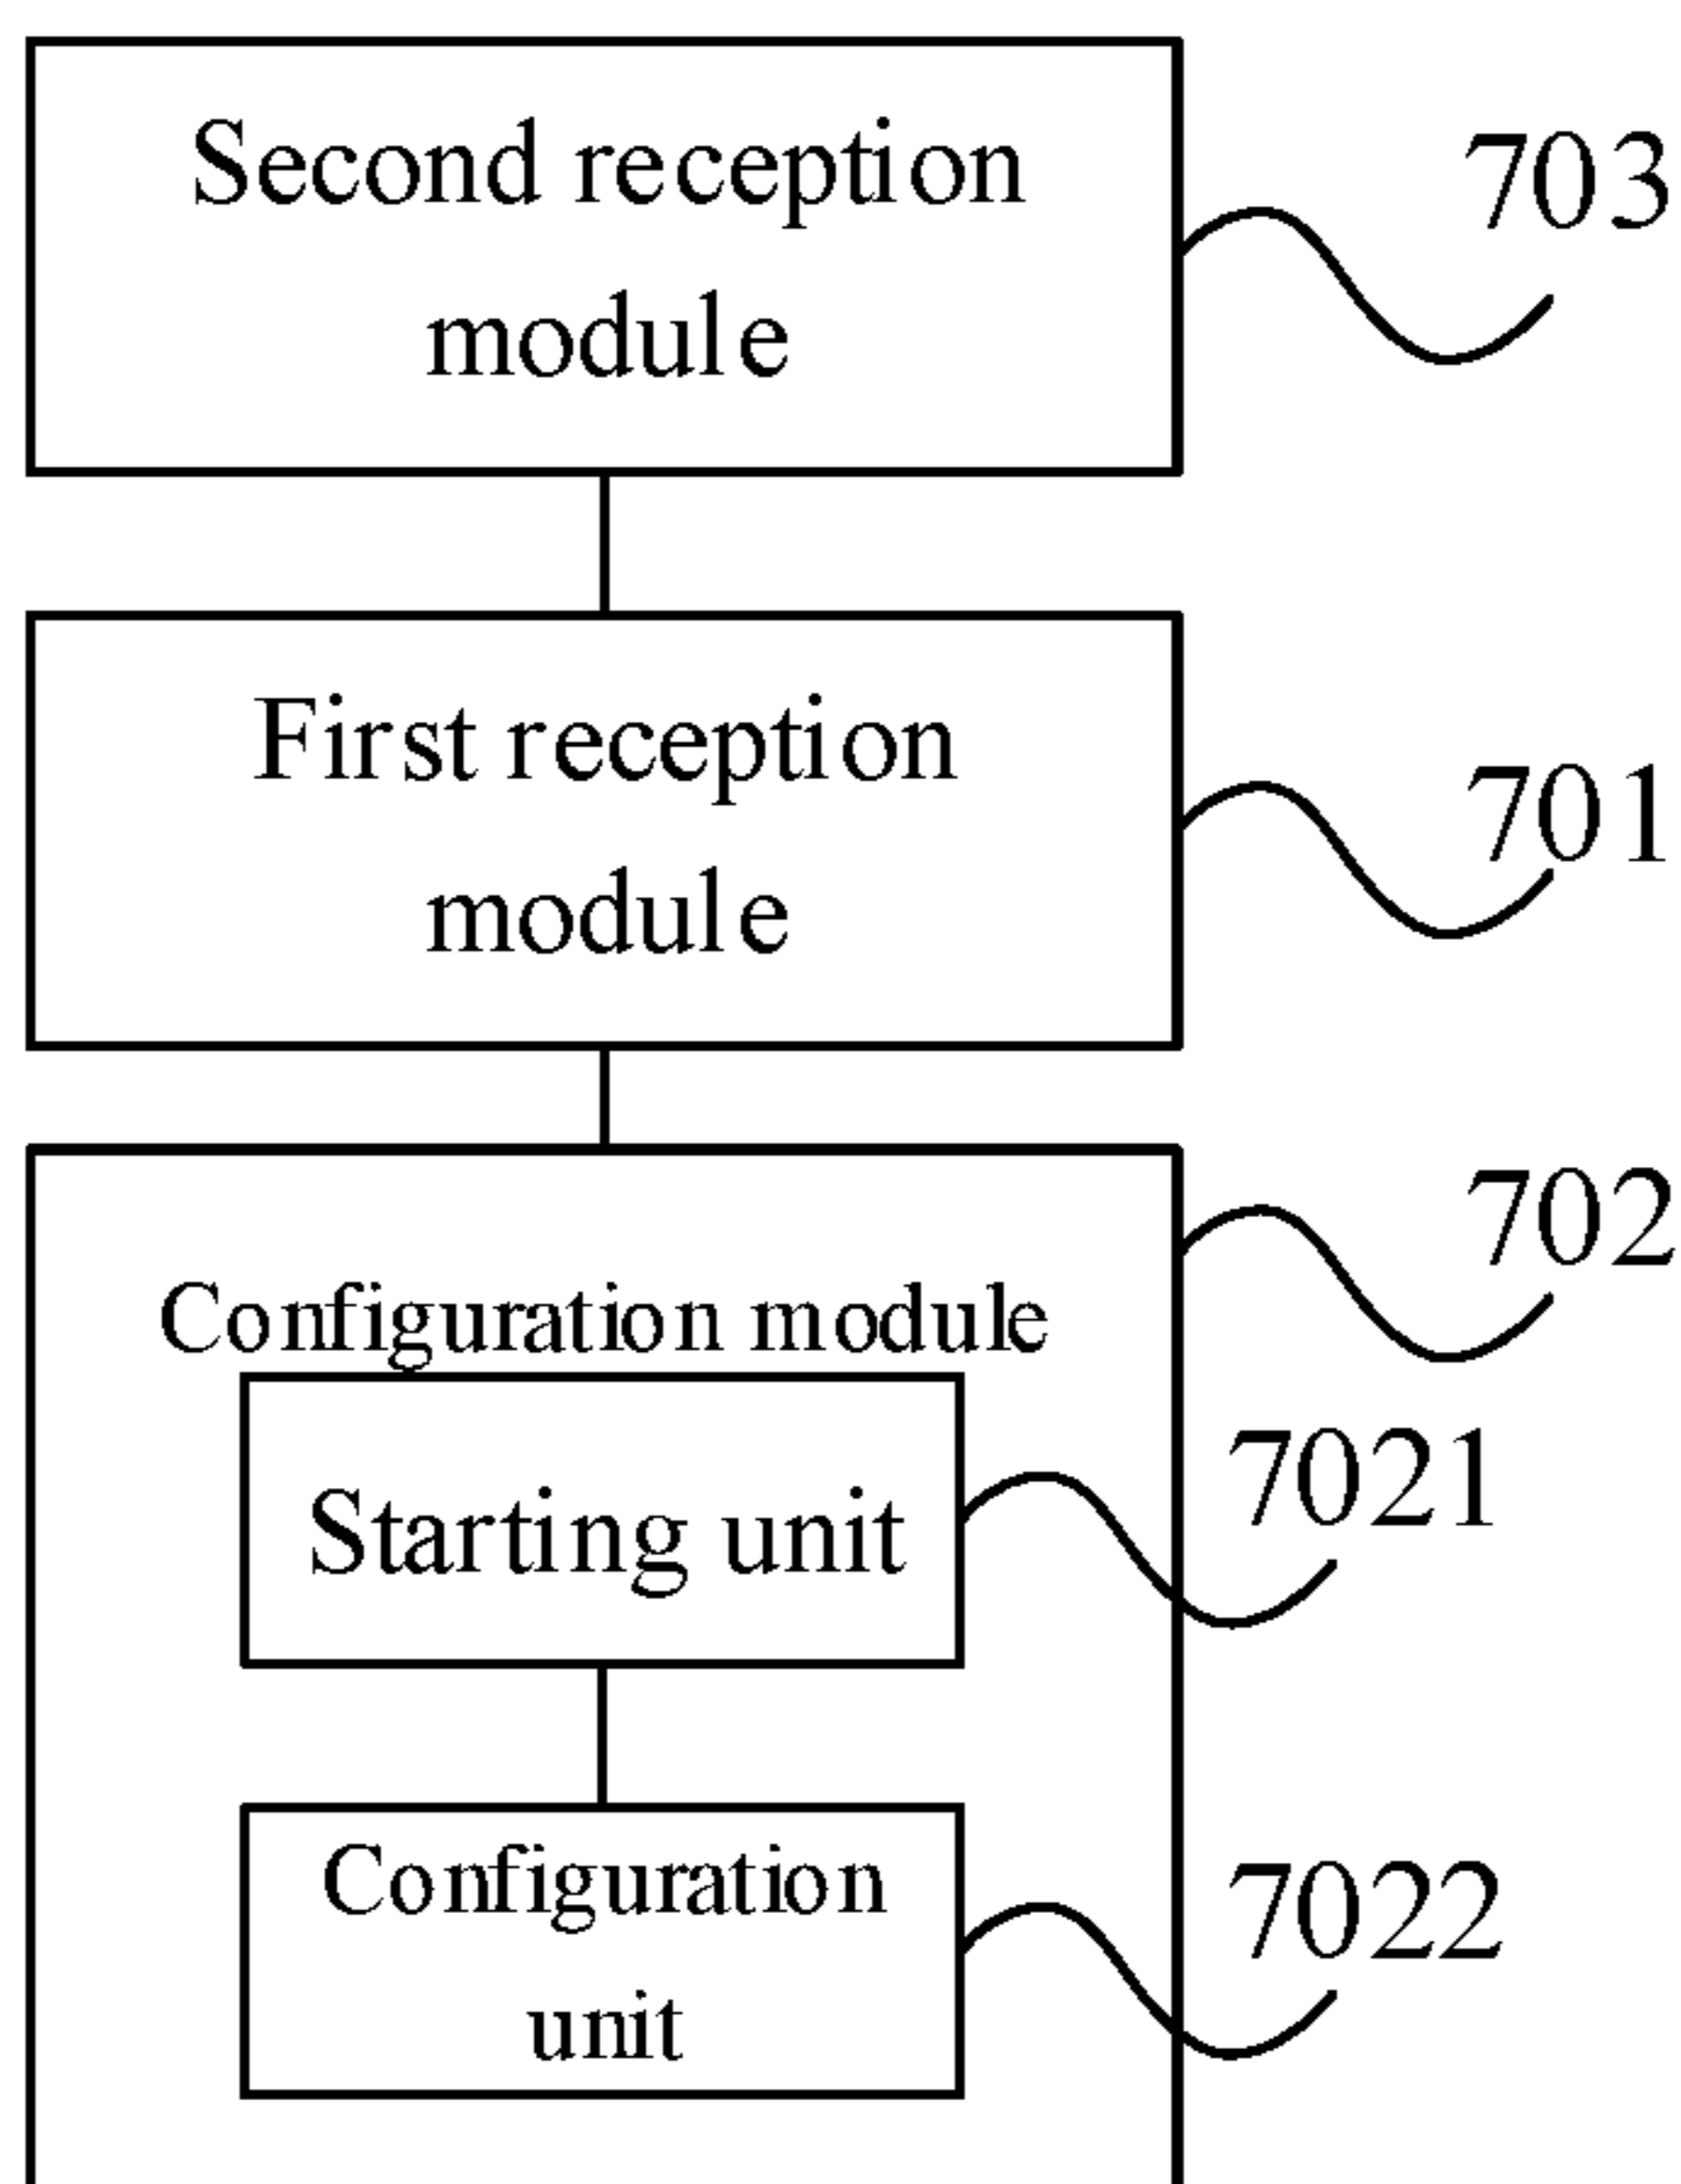 Second reception
module
703
First reception
module
701
702
Configuration module
7021
Starting unit
7022
Configuration
unit